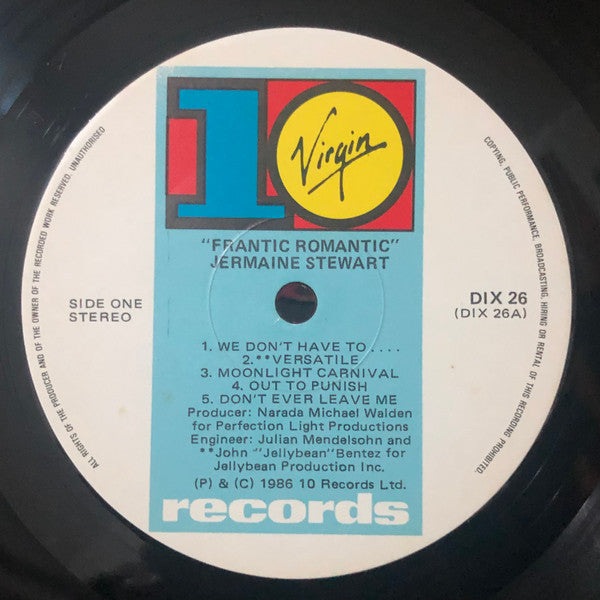 10
Virgin
"FRANTIC ROMANTIC"
JERMAINE STEWART
SIDE ONE
STEREO
DIX 26
(DIX 26A)
1. WE DON'T HAVE TO . . . .
2. **VERSATILE
3. MOONLIGHT CARNIVAL
4. OUT TO PUNISH
5. DON'T EVER LEAVE ME
Producer: Narada Michael Walden
for Perfection Light Productions
Engineer: Julian Mendelsohn and
**John "Jellybean" Bentez for
Jellybean Production Inc.
(P) & (C) 1986 10 Records Ltd.
records
ALL RIGHTS OF THE PRODUCER AND OF THE OWNER OF THE RECORDED WORK RESERVED. UNAUTHORISED
COPYING, PUBLIC PERFORMANCE, BROADCASTING, HIRING OR RENTAL OF THIS RECORDING PROHIBITED.